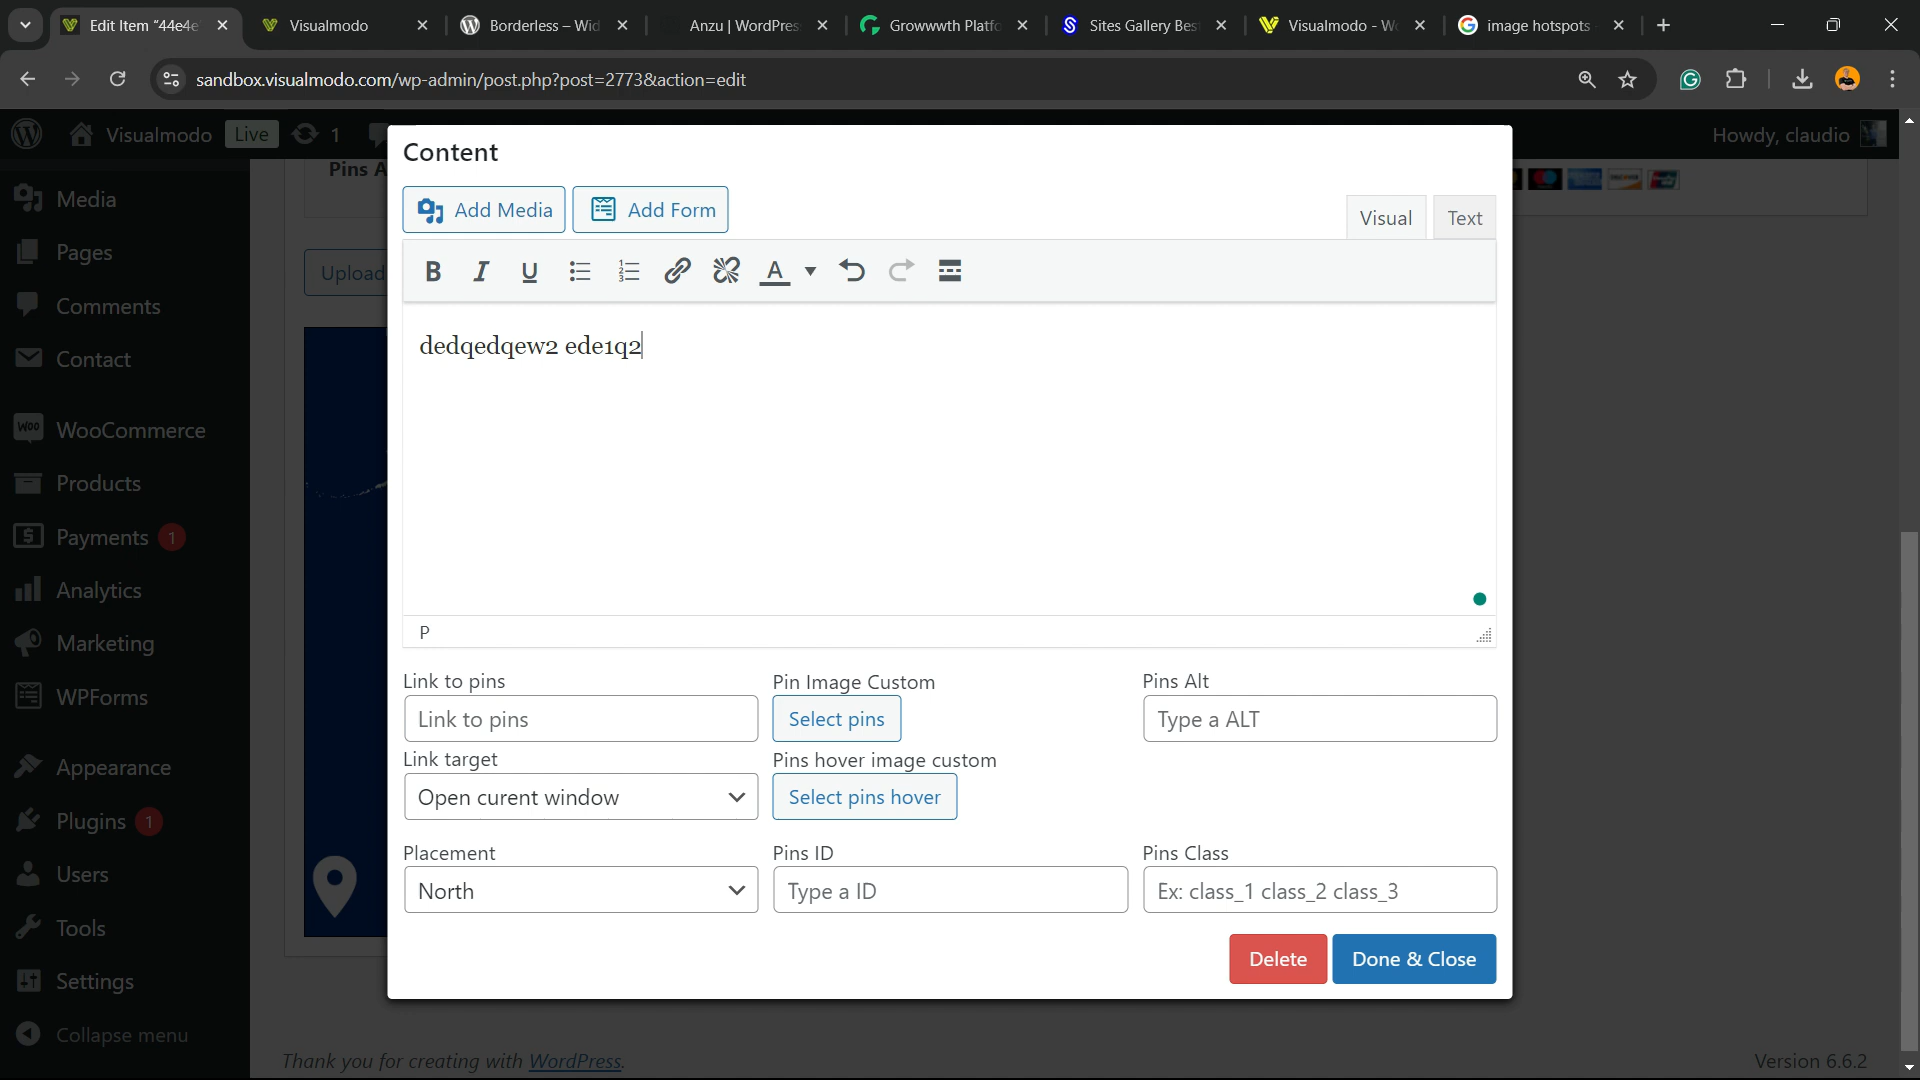 Edit Item “44e4e
Visualmodo
Borderless – Wid
Anzu | WordPres
Growwwth Platfo
Sites Gallery Bes
Visualmodo - Wo
image hotspots -
sandbox.visualmodo.com/wp-admin/post.php?post=2773&action=edit
Visualmodo Live 1
Howdy, claudio
Media
Pages
Comments
Contact
WooCommerce
Products
Payments 1
Analytics
Marketing
WPForms
Appearance
Plugins 1
Users
Tools
Settings
Collapse menu
Pins A
Upload
Content
Add Media
Add Form
Visual
Text
B I U A
dedqedqew2 ede1q2
P
Link to pins
Pin Image Custom
Pins Alt
Link to pins
Select pins
Type a ALT
Link target
Pins hover image custom
Open curent window
Select pins hover
Placement
Pins ID
Pins Class
North
Type a ID
Ex: class_1 class_2 class_3
Delete
Done & Close
Thank you for creating with WordPress.
Version 6.6.2